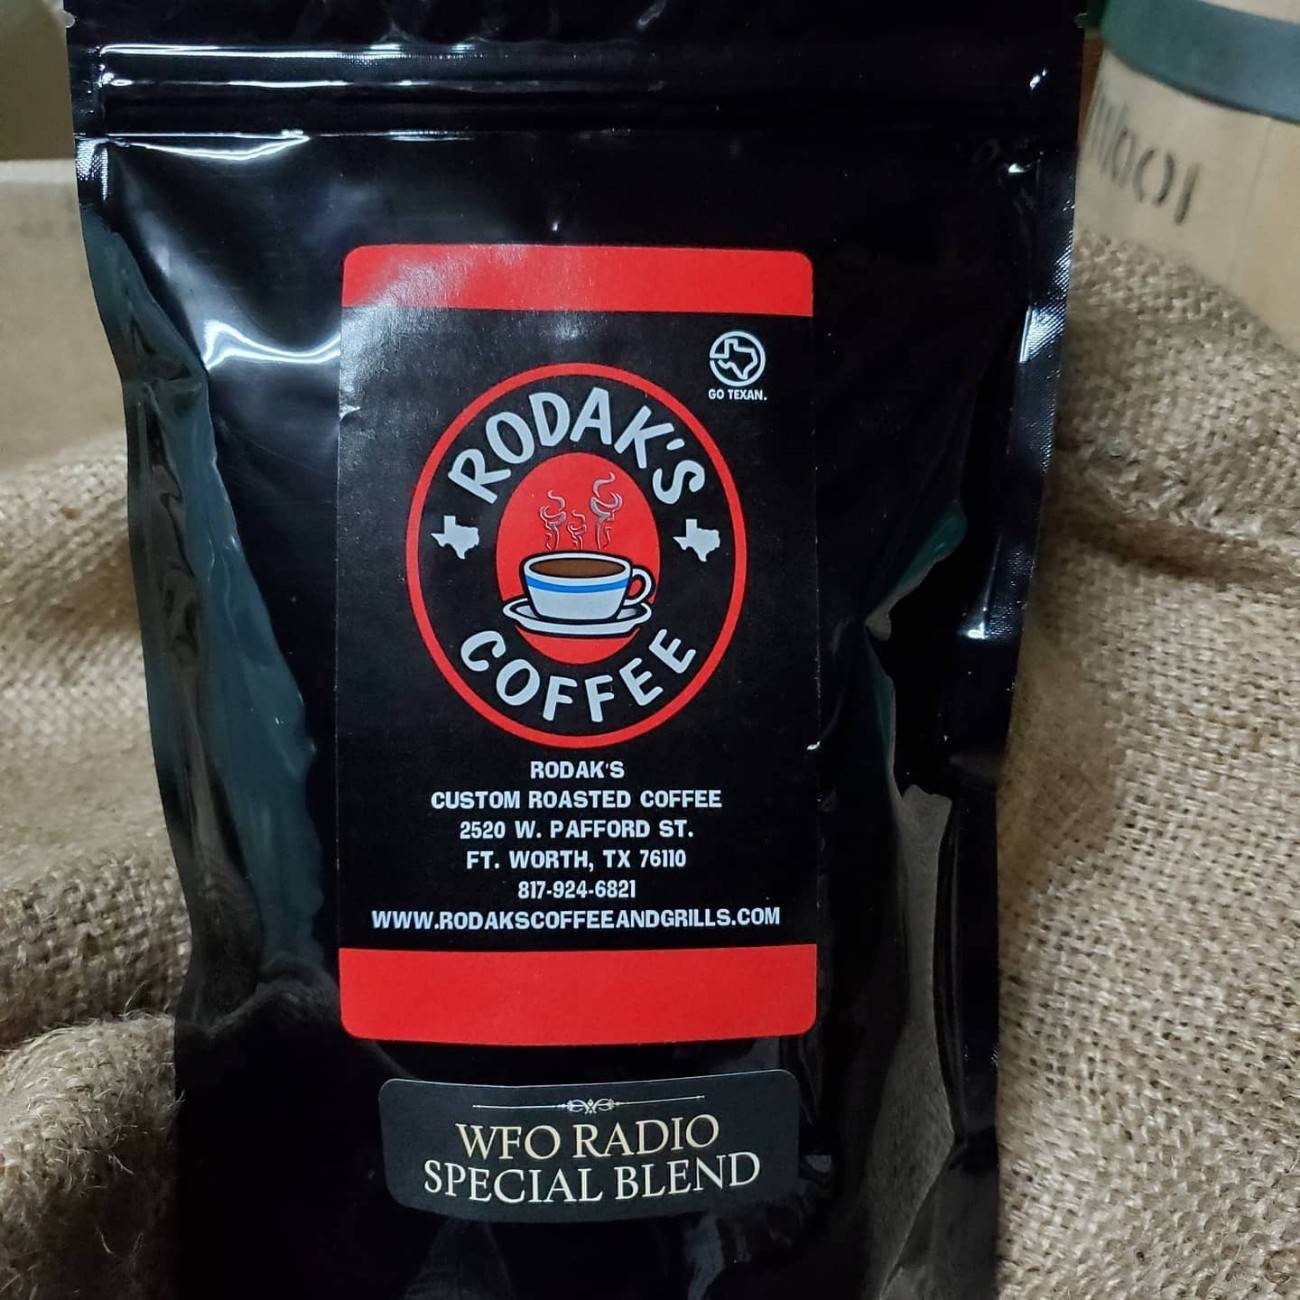 GO TEXAN.
RODAK'S
COFFEE
RODAK'S
CUSTOM ROASTED COFFEE
2520 W. PAFFORD ST.
FT. WORTH, TX 76110
817-924-6821
WWW.RODAKSCOFFEEANDGRILLS.COM
WFO RADIO
SPECIAL BLEND